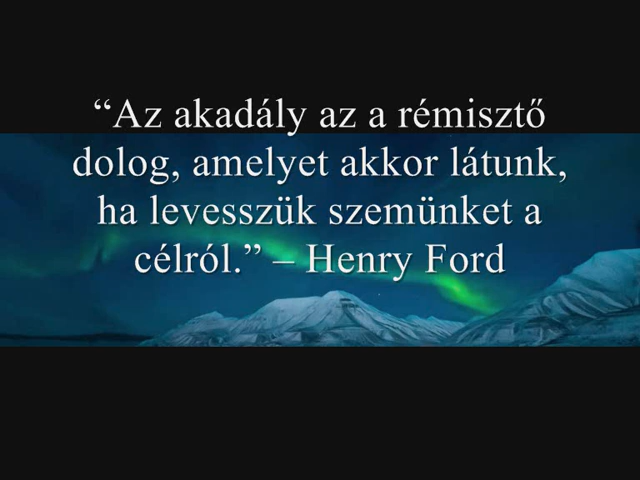 “Az akadály az a rémisztő
dolog, amelyet akkor látunk,
ha levesszük szemünket a
célról.” – Henry Ford